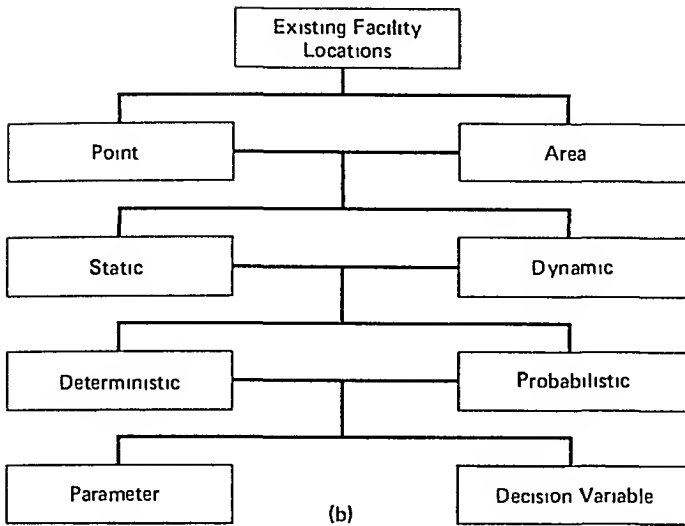 Existing Facility
Locations
Point
Area
Static
Dynamic
Deterministic
Probabilistic
Parameter
Decision Variable
(b)